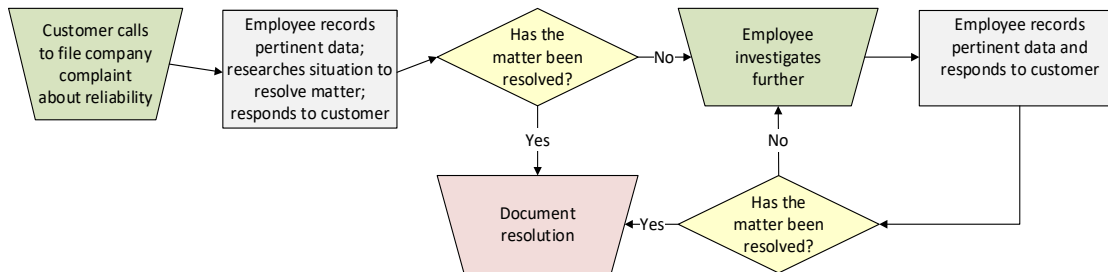 Customer calls
to file company
complaint
about reliability
Employee records
pertinent data;
researches situation to
resolve matter;
responds to customer
Has the
matter been
resolved?
No
Employee
investigates
further
Employee records
pertinent data and
responds to customer
Yes
No
Document
resolution
Yes
Has the
matter been
resolved?